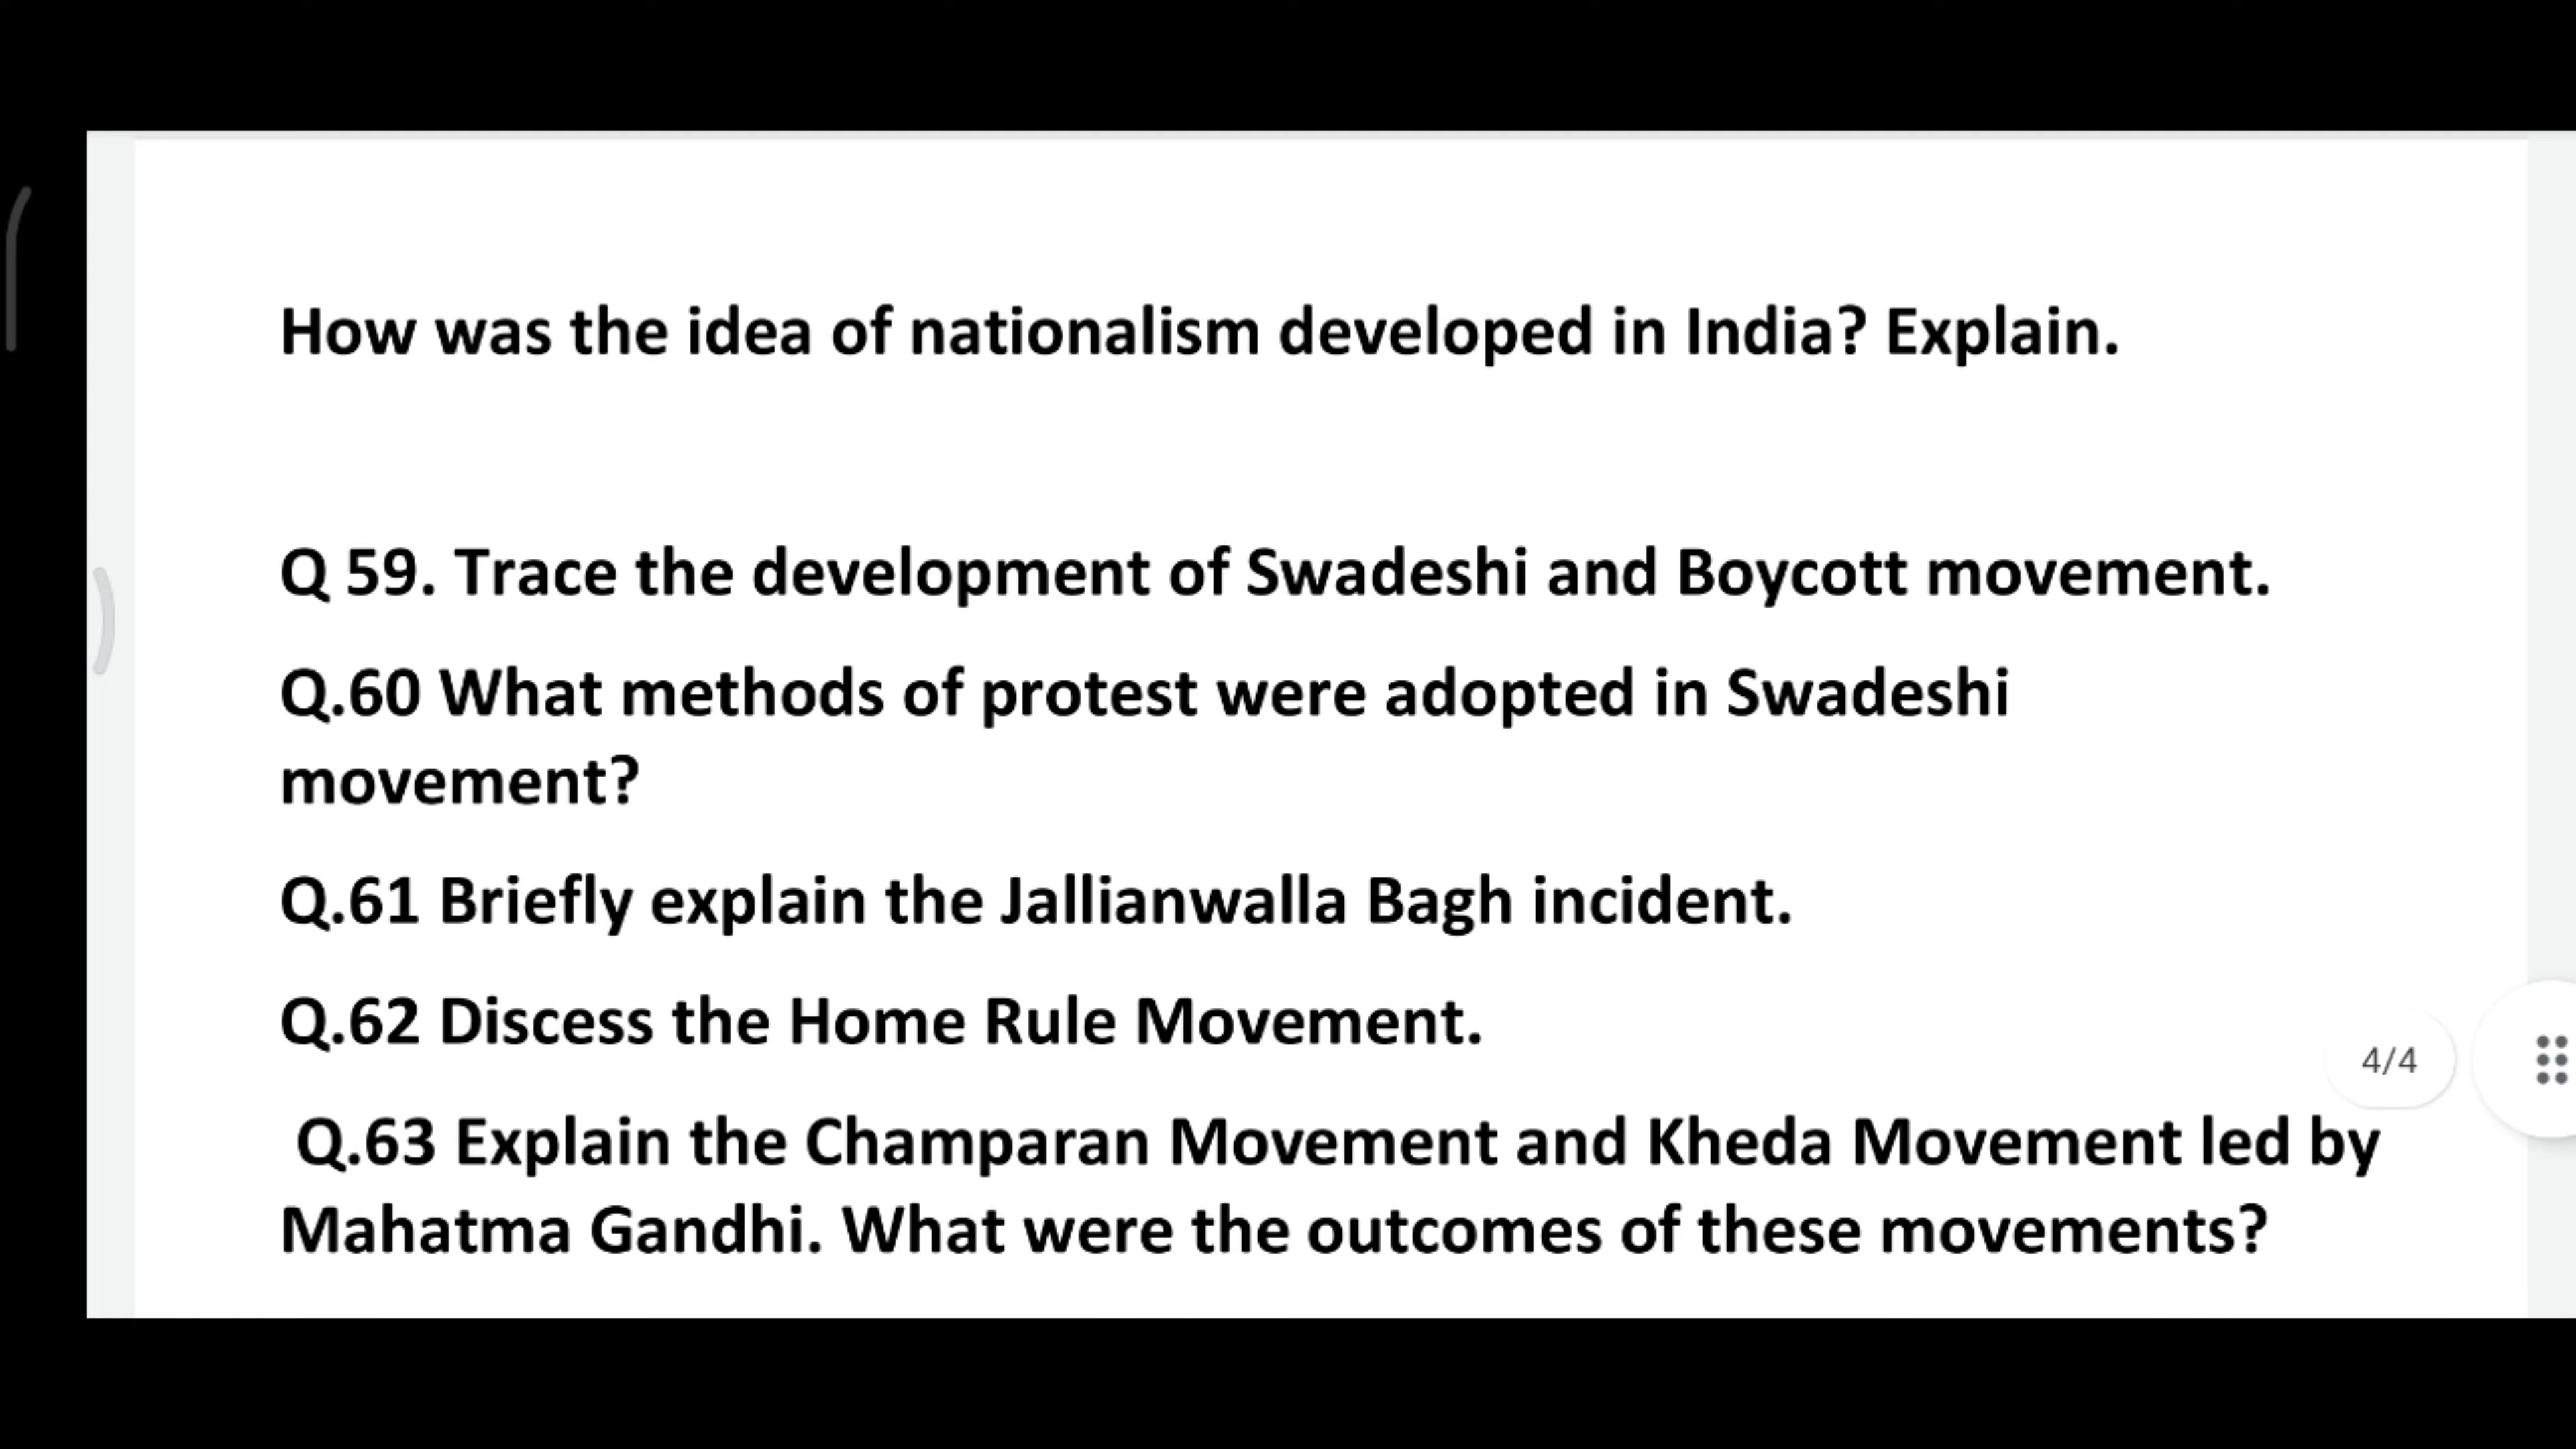 How was the idea of nationalism developed in India? Explain.
Q 59. Trace the development of Swadeshi and Boycott movement.
Q.60 What methods of protest were adopted in Swadeshi
movement?
Q.61 Briefly explain the Jallianwalla Bagh incident.
Q.62 Discess the Home Rule Movement.
4/4
Q.63 Explain the Champaran Movement and Kheda Movement led by
Mahatma Gandhi. What were the outcomes of these movements?